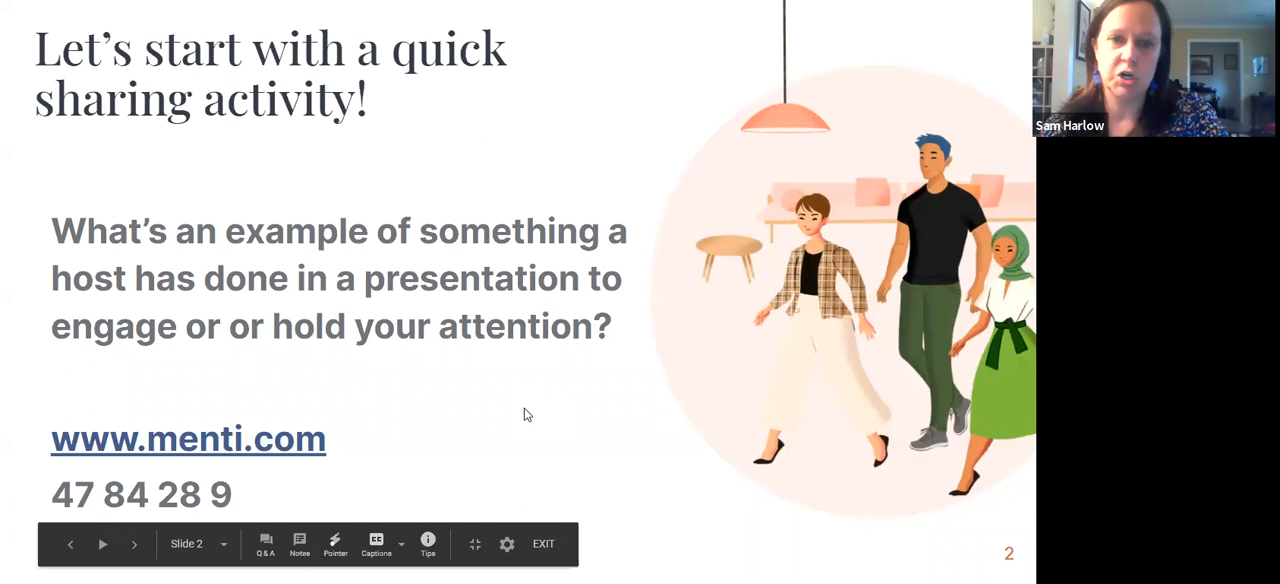 Let's start with a quick
sharing activity!
Sam Harlow
What's an example of something a
host has done in a presentation to
engage or or hold your attention?
www.menti.com
47 84 28 9
Slide 2
Q & A
Notes
Pointer
CC
Captions
Tips
EXIT
2